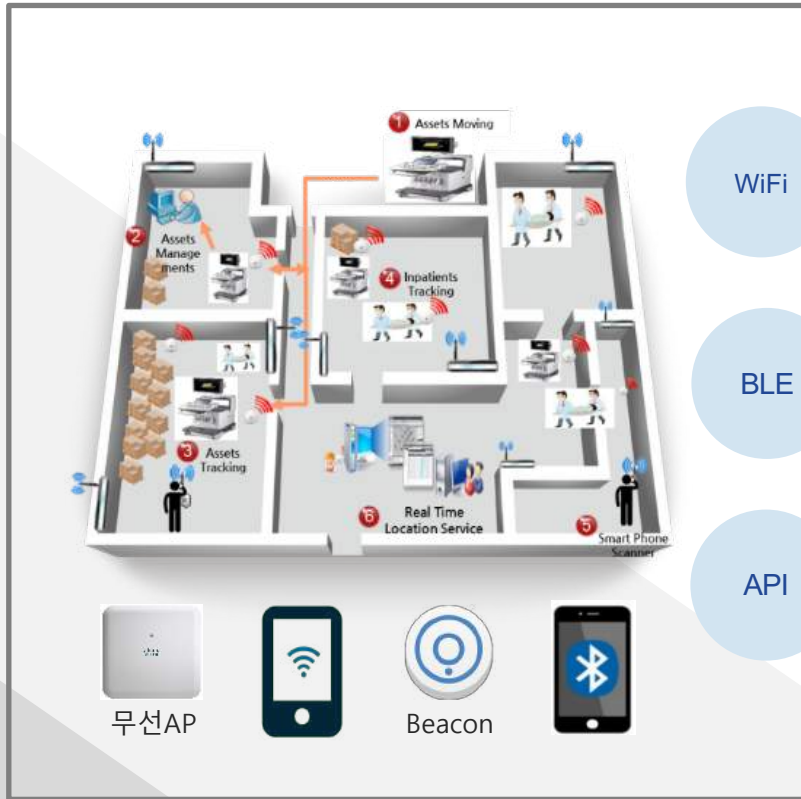 1 Assets Moving
WiFi
2
Assets
Manage
ments
4 Inpatients
Tracking
BLE
3 Assets
Tracking
6 Real Time
Location Service
5
Smart Phone
Scanner
API
무선AP
Beacon